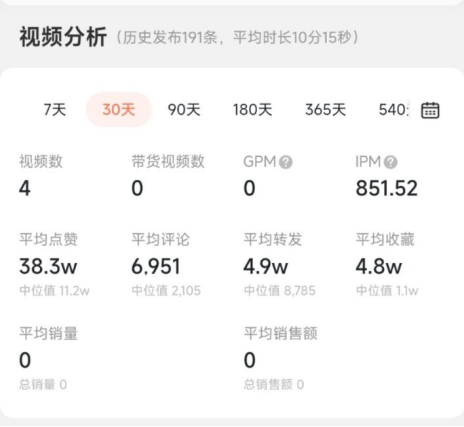 视频分析（历史发布191条，平均时长10分15秒）
7天 30天 90天 180天 365天 540
视频数 带货视频数 GPM? IPM?
4 0 0 851.52
平均点赞 平均评论 平均转发 平均收藏
38.3w 6,951 4.9w 4.8w
中位值 11.2w 中位值 2,105 中位值 8,785 中位值 1.1w
平均销量 平均销售额
0 0
总销量 0 总销售额 0